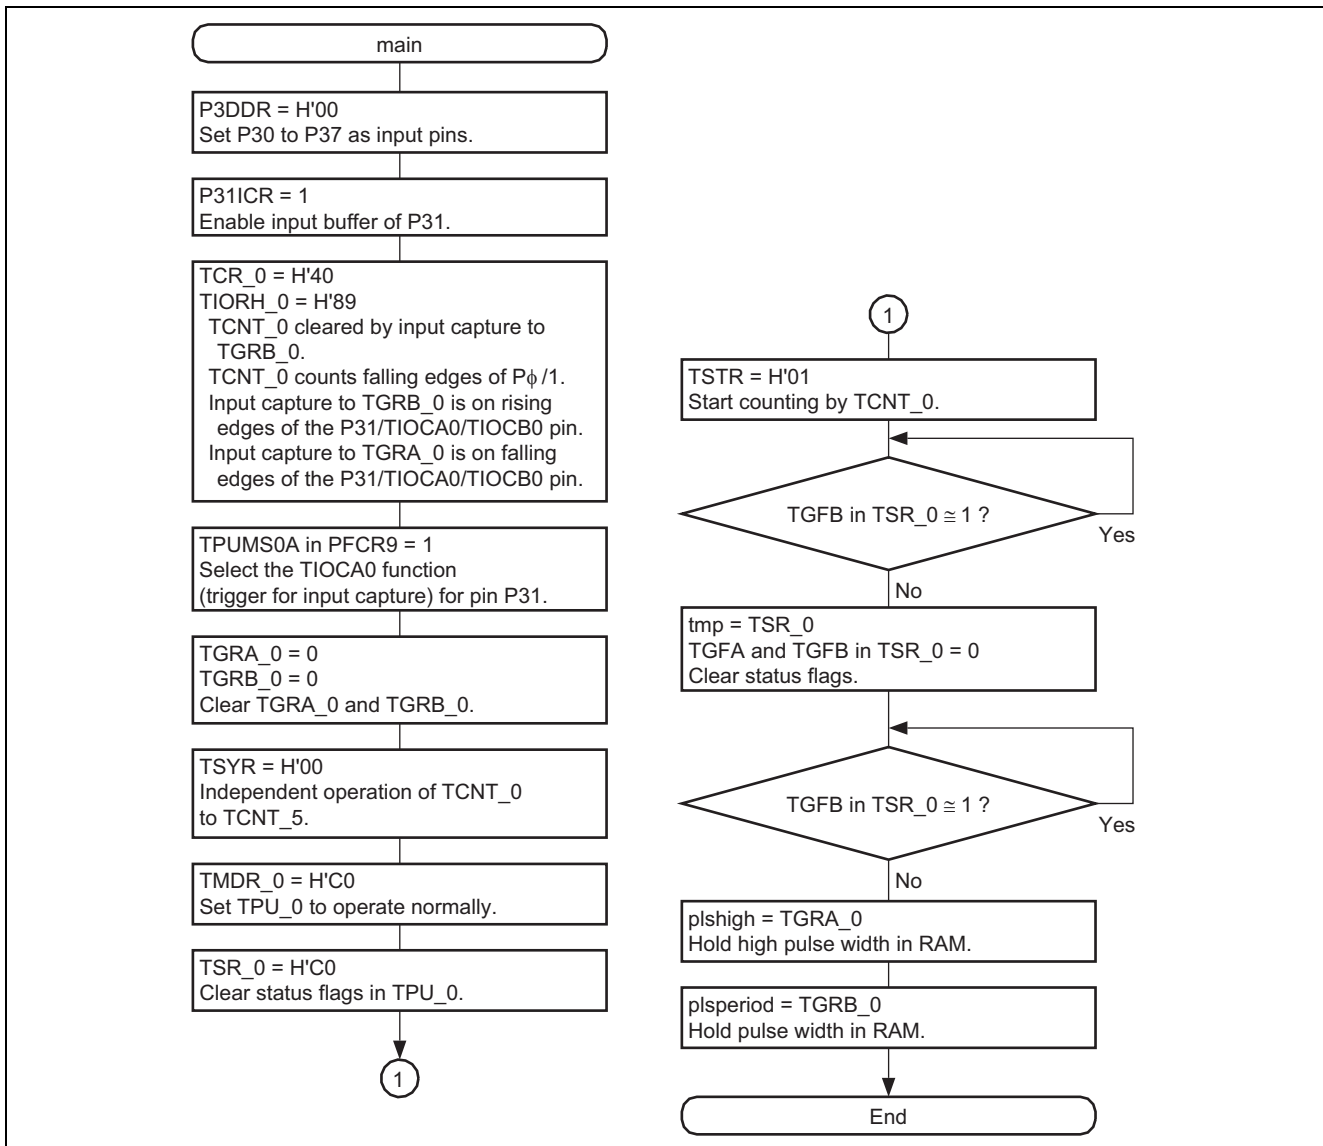 main
P3DDR = H'00
Set P30 to P37 as input pins.
P31ICR = 1
Enable input buffer of P31.
TCR_0 = H'40
TIORH_0 = H'89
TCNT_0 cleared by input capture to
TGRB_0.
TCNT_0 counts falling edges of Pϕ /1.
Input capture to TGRB_0 is on rising
edges of the P31/TIOCA0/TIOCB0 pin.
Input capture to TGRA_0 is on falling
edges of the P31/TIOCA0/TIOCB0 pin.
TPUMS0A in PFCR9 = 1
Select the TIOCA0 function
(trigger for input capture) for pin P31.
TGRA_0 = 0
TGRB_0 = 0
Clear TGRA_0 and TGRB_0.
TSYR = H'00
Independent operation of TCNT_0
to TCNT_5.
TMDR_0 = H'C0
Set TPU_0 to operate normally.
TSR_0 = H'C0
Clear status flags in TPU_0.
1
1
TSTR = H'01
Start counting by TCNT_0.
TGFB in TSR_0 ≅ 1 ?
Yes
No
tmp = TSR_0
TGFA and TGFB in TSR_0 = 0
Clear status flags.
TGFB in TSR_0 ≅ 1 ?
Yes
No
plshigh = TGRA_0
Hold high pulse width in RAM.
plsperiod = TGRB_0
Hold pulse width in RAM.
End